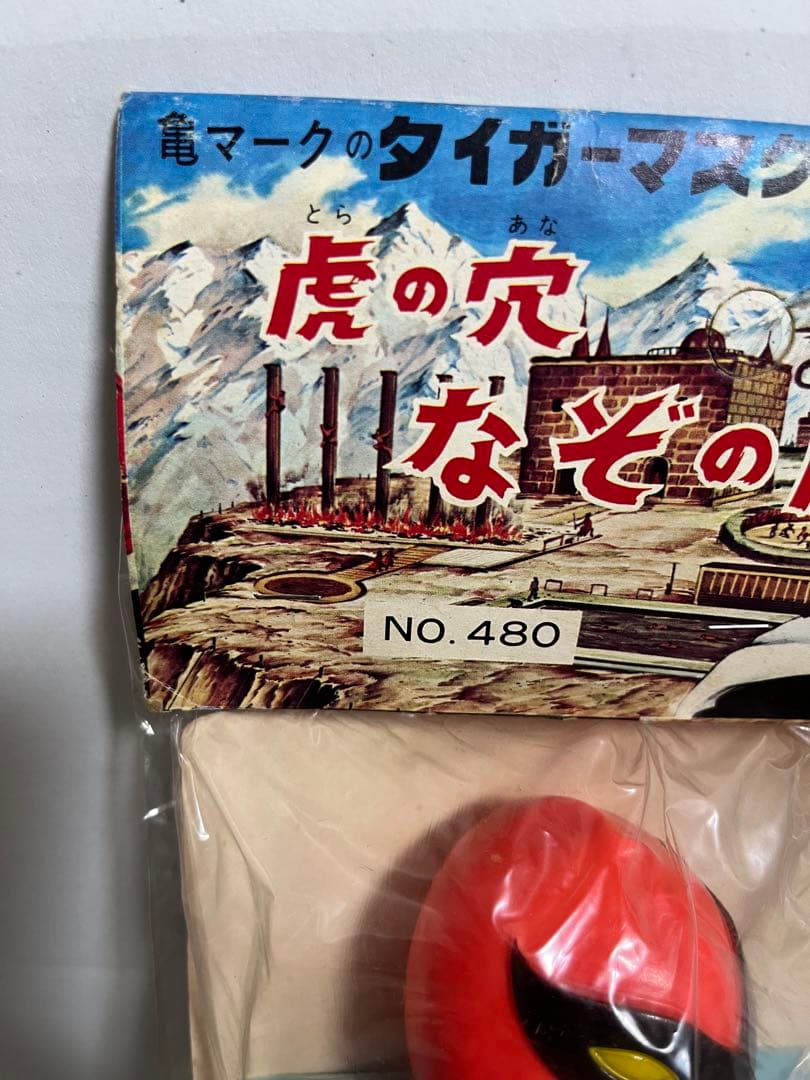 亀マークのタイガーマスク
とら あな
虎の穴
なぞの
NO. 480